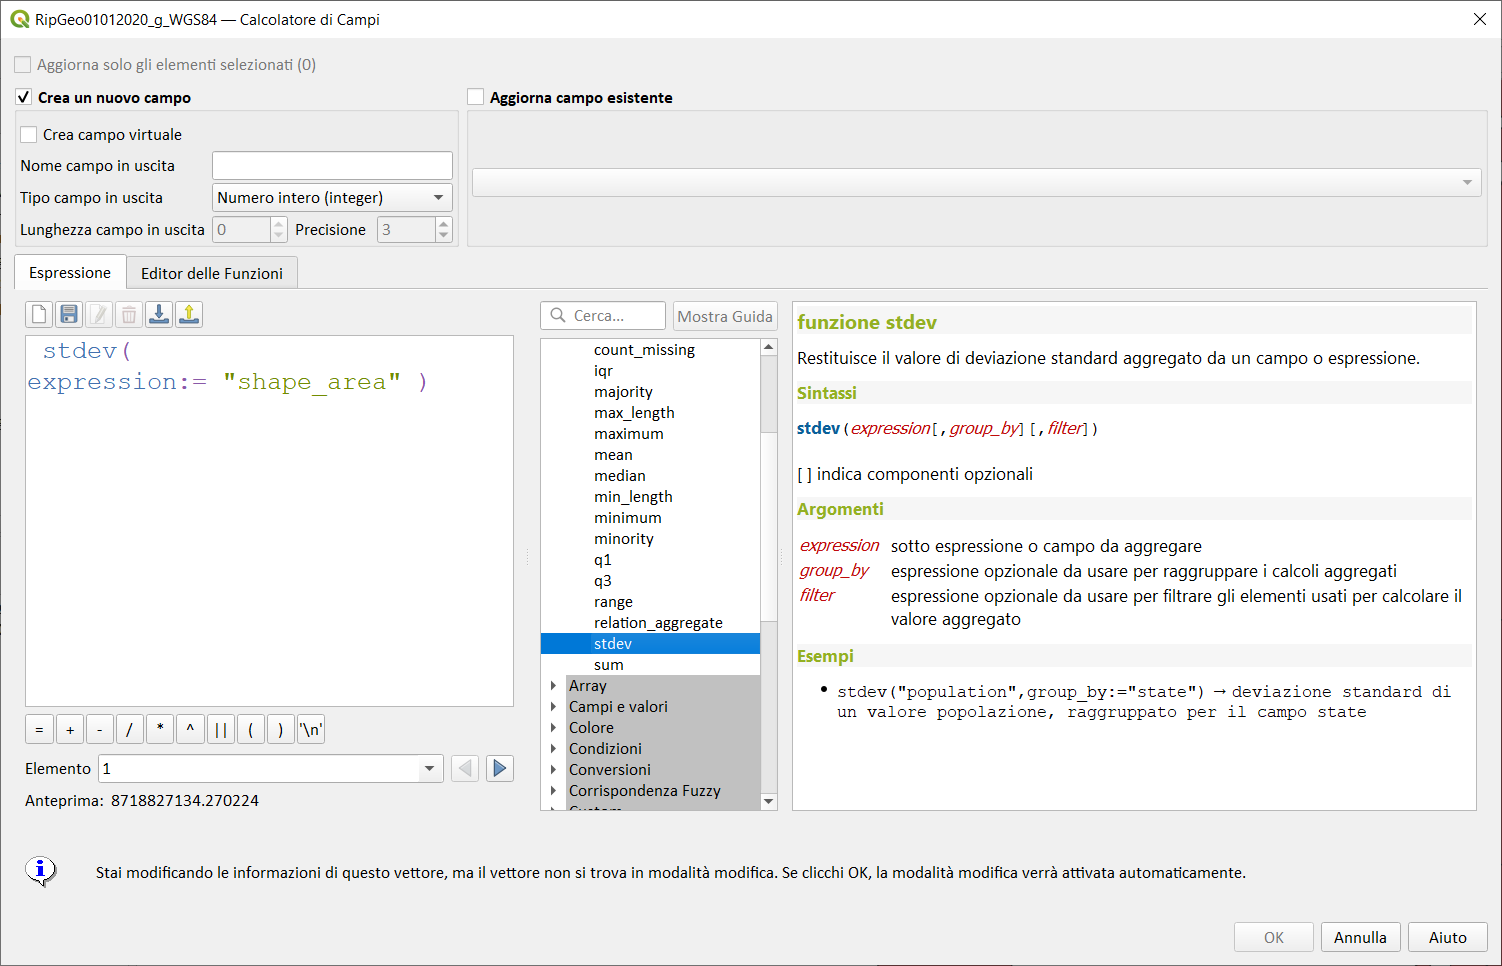 RipGeo01012020_g_WGS84 — Calcolatore di Campi
Aggiorna solo gli elementi selezionati (0)
Crea un nuovo campo
Aggiorna campo esistente
Crea campo virtuale
Nome campo in uscita
Tipo campo in uscita
Numero intero (integer)
Lunghezza campo in uscita
0
Precisione
3
Espressione
Editor delle Funzioni
stdev(
expression:= "shape_area" )
=
+
-
/
*
^
||
(
)
'\n'
Elemento
1
Anteprima: 8718827134.270224
Cerca...
Mostra Guida
count_missing
iqr
majority
max_length
maximum
mean
median
min_length
minimum
minority
q1
q3
range
relation_aggregate
stdev
sum
Array
Campi e valori
Colore
Condizioni
Conversioni
Corrispondenza Fuzzy
Custom
funzione stdev
Restituisce il valore di deviazione standard aggregato da un campo o espressione.
Sintassi
stdev(expression[,group_by][,filter])
[ ] indica componenti opzionali
Argomenti
expression sotto espressione o campo da aggregare
group_by espressione opzionale da usare per raggruppare i calcoli aggregati
filter espressione opzionale da usare per filtrare gli elementi usati per calcolare il
valore aggregato
Esempi
• stdev("population",group_by:="state") → deviazione standard di
un valore popolazione, raggruppato per il campo state
Stai modificando le informazioni di questo vettore, ma il vettore non si trova in modalità modifica. Se clicchi OK, la modalità modifica verrà attivata automaticamente.
OK
Annulla
Aiuto